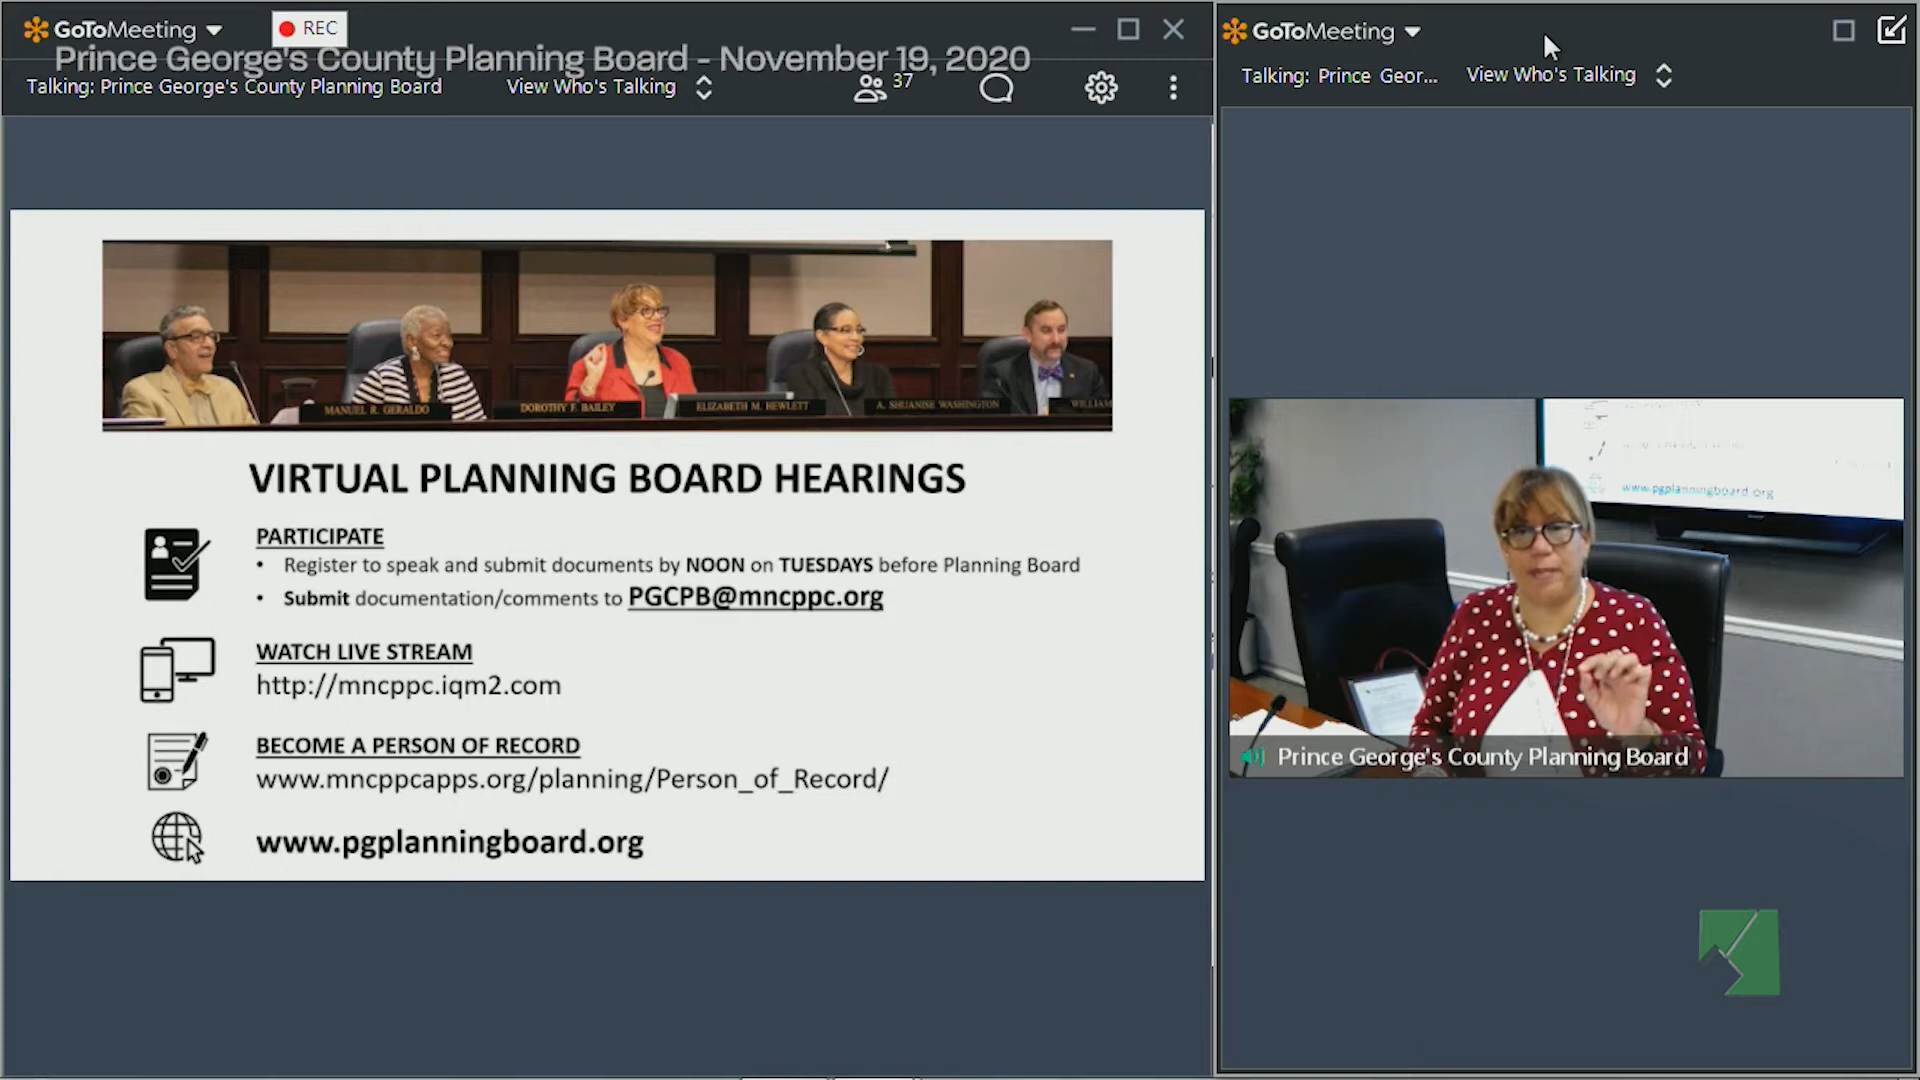 GoToMeeting
REC
Prince George's County Planning Board - November 19, 2020
Talking: Prince George's County Planning Board
View Who's Talking
37
MANUEL R. GERALDO
DOROTHY F. BAILEY
ELIZABETH M. HEWLETT
A. SHUANISE WASHINGTON
WILLIAM
VIRTUAL PLANNING BOARD HEARINGS
PARTICIPATE
• Register to speak and submit documents by NOON on TUESDAYS before Planning Board
• Submit documentation/comments to PGCPB@mncppc.org
WATCH LIVE STREAM
http://mncppc.iqm2.com
BECOME A PERSON OF RECORD
www.mncppcapps.org/planning/Person_of_Record/
www.pgplanningboard.org
GoToMeeting
Talking: Prince Geor...
View Who's Talking
www.pgplanningboard.org
Prince George's County Planning Board